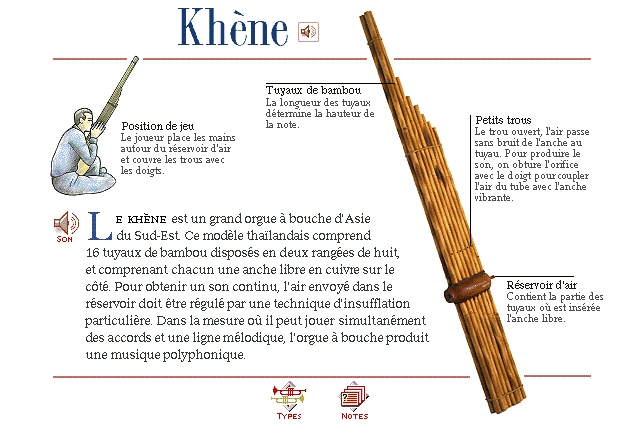 Khène
Tuyaux de bambou
La longueur des tuyaux
détermine la hauteur de
la note.
Position de jeu
Le joueur place les mains
autour du réservoir d'air
et couvre les trous avec
les doigts.
Petits trous
Le trou ouvert, l'air passe
sans bruit de l'anche au
tuyau. Pour produire le
son, on obture l'orifice
avec le doigt pour coupler
l'air du tube avec l'anche
vibrante.
SON
LE KHÈNE est un grand orgue à bouche d'Asie
du Sud-Est. Ce modèle thaïlandais comprend
16 tuyaux de bambou disposés en deux rangées de huit,
et comprenant chacun une anche libre en cuivre sur le
côté. Pour obtenir un son continu, l'air envoyé dans le
réservoir doit être régulé par une technique d'insufflation
particulière. Dans la mesure où il peut jouer simultanément
des accords et une ligne mélodique, l'orgue à bouche produit
une musique polyphonique.
Réservoir d'air
Contient la partie des
tuyaux où est insérée
l'anche libre.
TYPES
NOTES